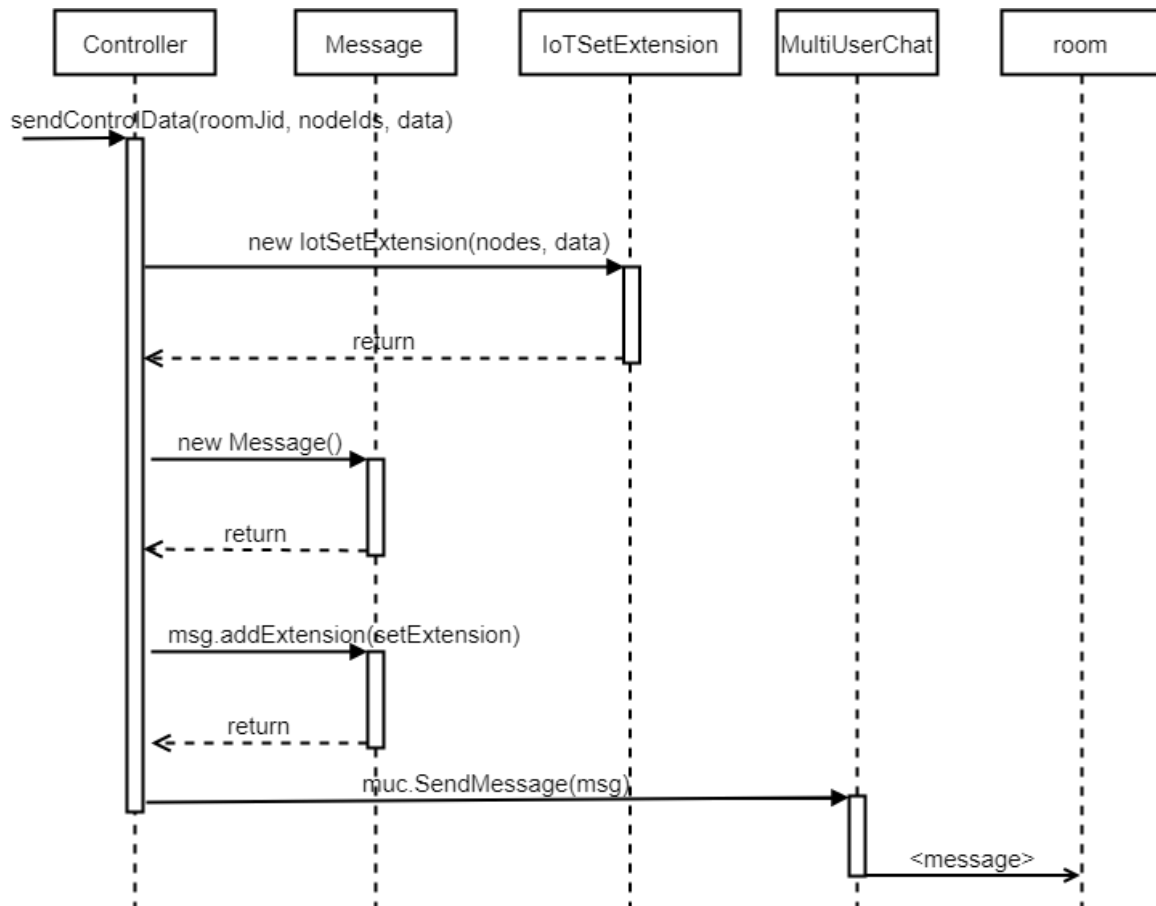 Controller
Message
IoTSetExtension
MultiUserChat
room
sendControlData(roomJid, nodeIds, data)
new IotSetExtension(nodes, data)
return
new Message()
return
msg.addExtension(setExtension)
return
muc.SendMessage(msg)
<message>